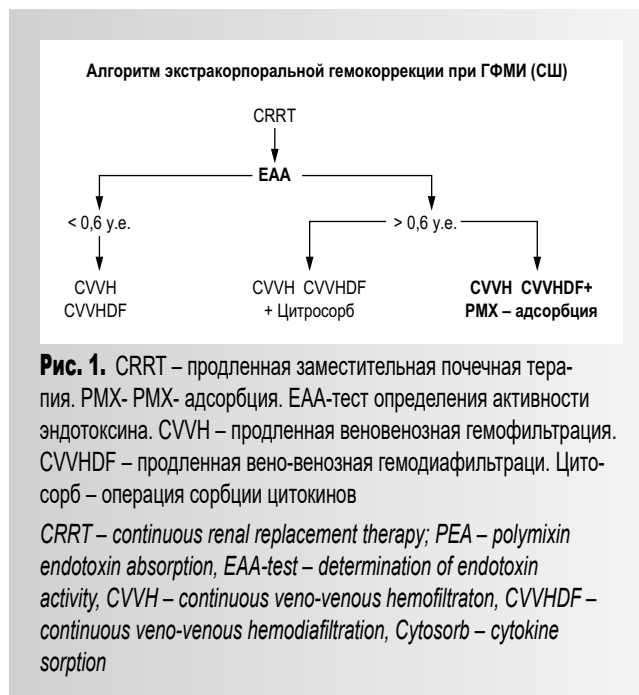 Алгоритм экстракорпоральной гемокоррекции при ГФМИ (СШ)
CRRT
EAA
< 0,6 у.е.
> 0,6 у.е.
CVVH
CVVHDF
CVVH CVVHDF
+ Цитросорб
CVVH CVVHDF+
PMX – адсорбция
Рис. 1. CRRT – продленная заместительная почечная тера-
пия. PMX- PMX- адсорбция. ЕАА-тест определения активности
эндотоксина. CVVH – продленная веновенозная гемофильтрация.
CVVHDF – продленная вено-венозная гемодиафильтраци. Цито-
сорб – операция сорбции цитокинов
CRRT – continuous renal replacement therapy; PEA – polymixin
endotoxin absorption, EAA-test – determination of endotoxin
activity, CVVH – continuous veno-venous hemofiltraton, CVVHDF –
continuous veno-venous hemodiafiltration, Cytosorb – cytokine
sorption